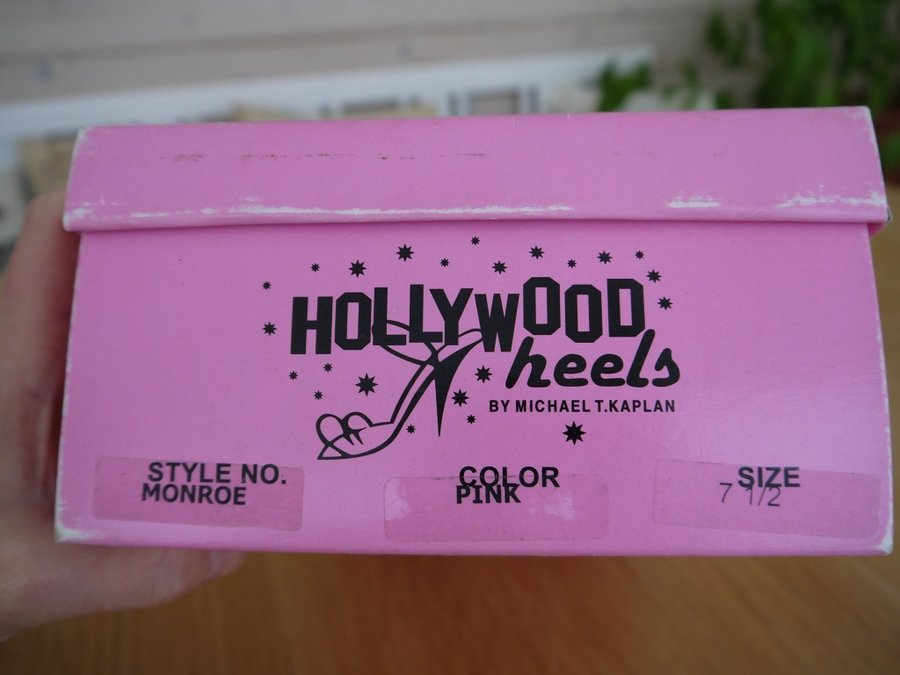 HOLLYWOOD
heels
BY MICHAEL T.KAPLAN
STYLE NO.
MONROE
COLOR
PINK
SIZE
7 1/2